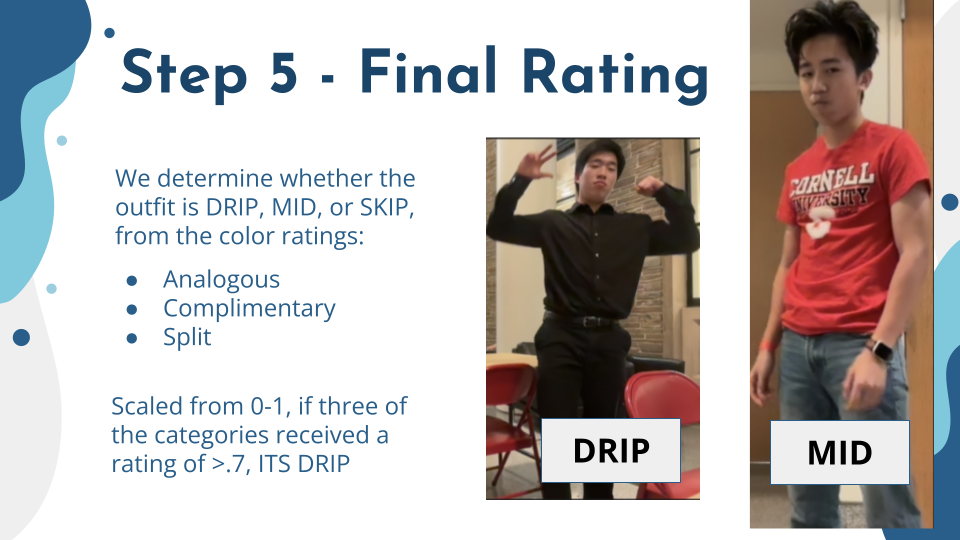 Step 5 - Final Rating
We determine whether the
outfit is DRIP, MID, or SKIP,
from the color ratings:
● Analogous
● Complimentary
● Split
Scaled from 0-1, if three of
the categories received a
rating of >.7, ITS DRIP
DRIP
CORNELL
UNIVERSITY
MID